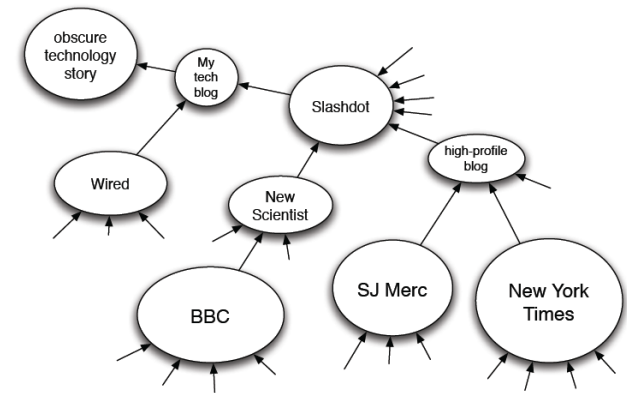 obscure
technology
story
My
tech
blog
Slashdot
high-profile
blog
Wired
New
Scientist
BBC
SJ Merc
New York
Times